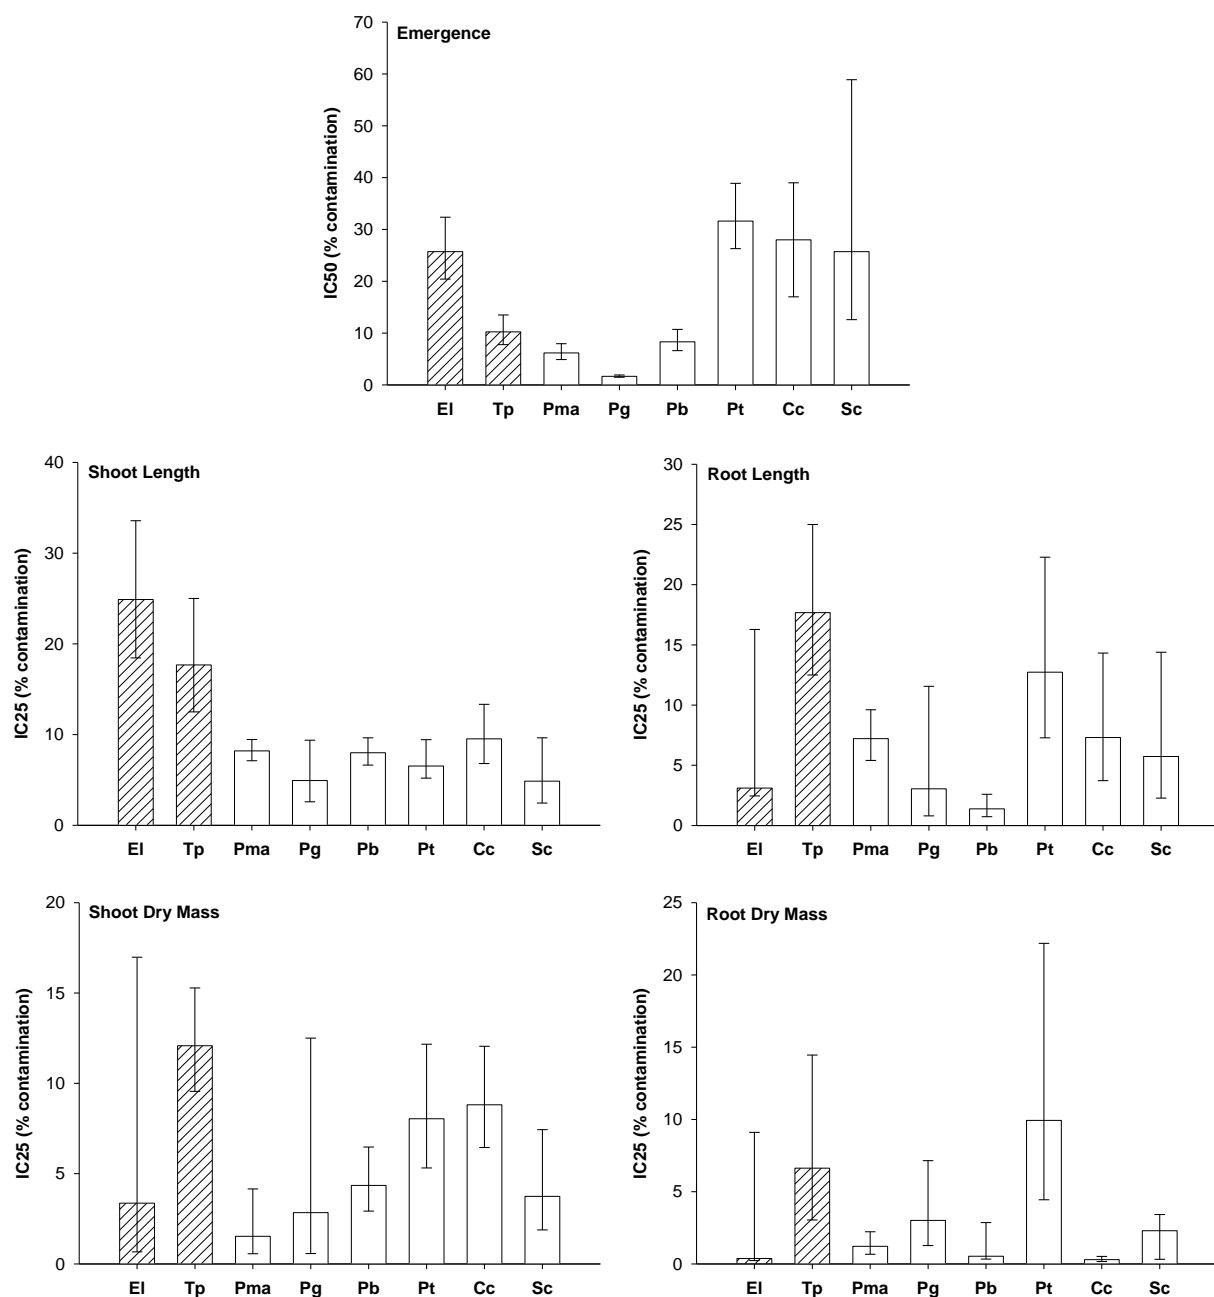 Emergence
IC50 (% contamination)
70
60
50
40
30
20
10
0
El Tp Pma Pg Pb Pt Cc Sc
Shoot Length
IC25 (% contamination)
40
30
20
10
0
El Tp Pma Pg Pb Pt Cc Sc
Root Length
IC25 (% contamination)
30
25
20
15
10
5
0
El Tp Pma Pg Pb Pt Cc Sc
Shoot Dry Mass
IC25 (% contamination)
20
15
10
5
0
El Tp Pma Pg Pb Pt Cc Sc
Root Dry Mass
IC25 (% contamination)
25
20
15
10
5
0
El Tp Pma Pg Pb Pt Cc Sc